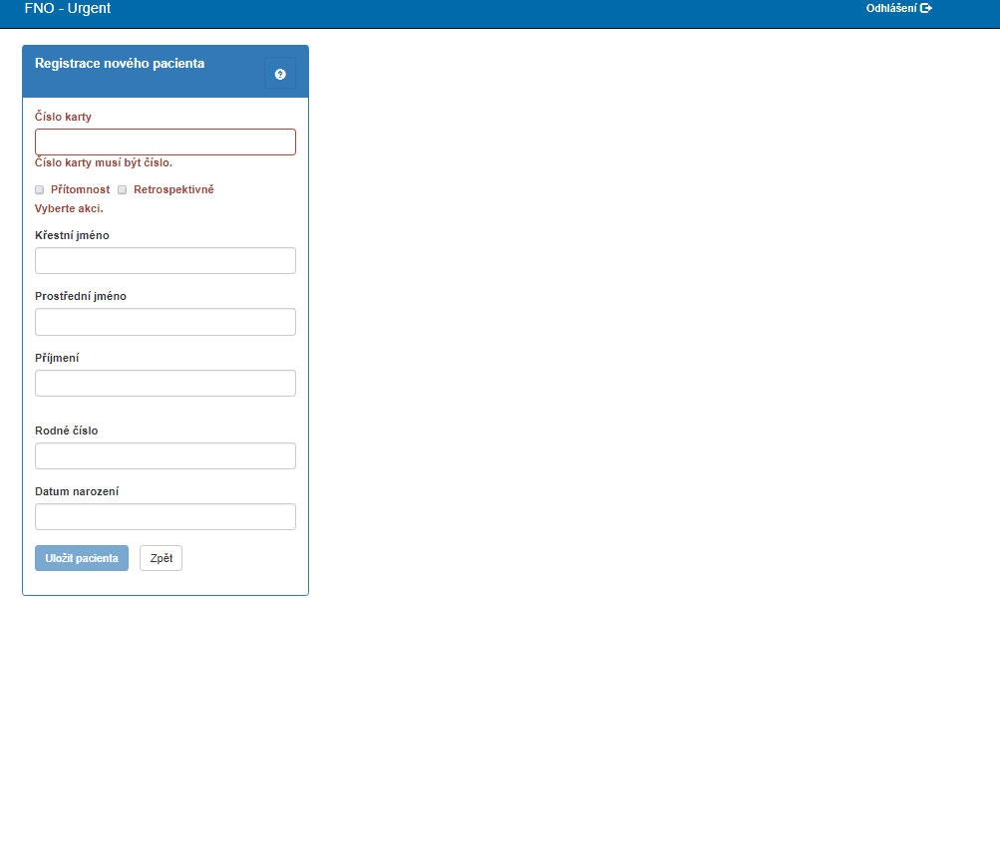 FNO - Urgent
Odhlášení
Registrace nového pacienta
Číslo karty
Číslo karty musí být číslo.
Přítomnost Retrospektivně
Vyberte akci.
Křestní jméno
Prostřední jméno
Příjmení
Rodné číslo
Datum narození
Uložit pacienta Zpět